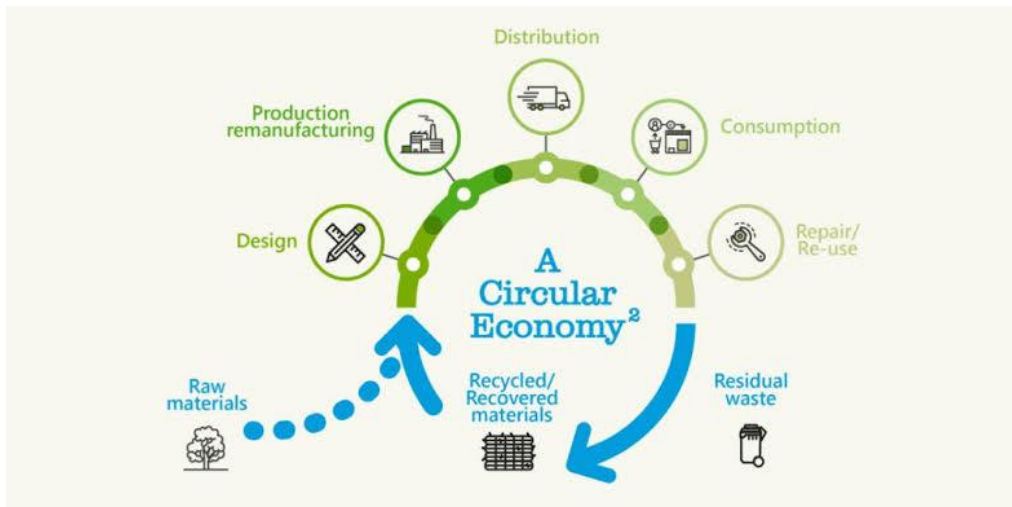 Distribution
Production
remanufacturing
Consumption
Design
Repair/
Re-use
A
Circular
Economy²
Raw
materials
Recycled/
Recovered
materials
Residual
waste